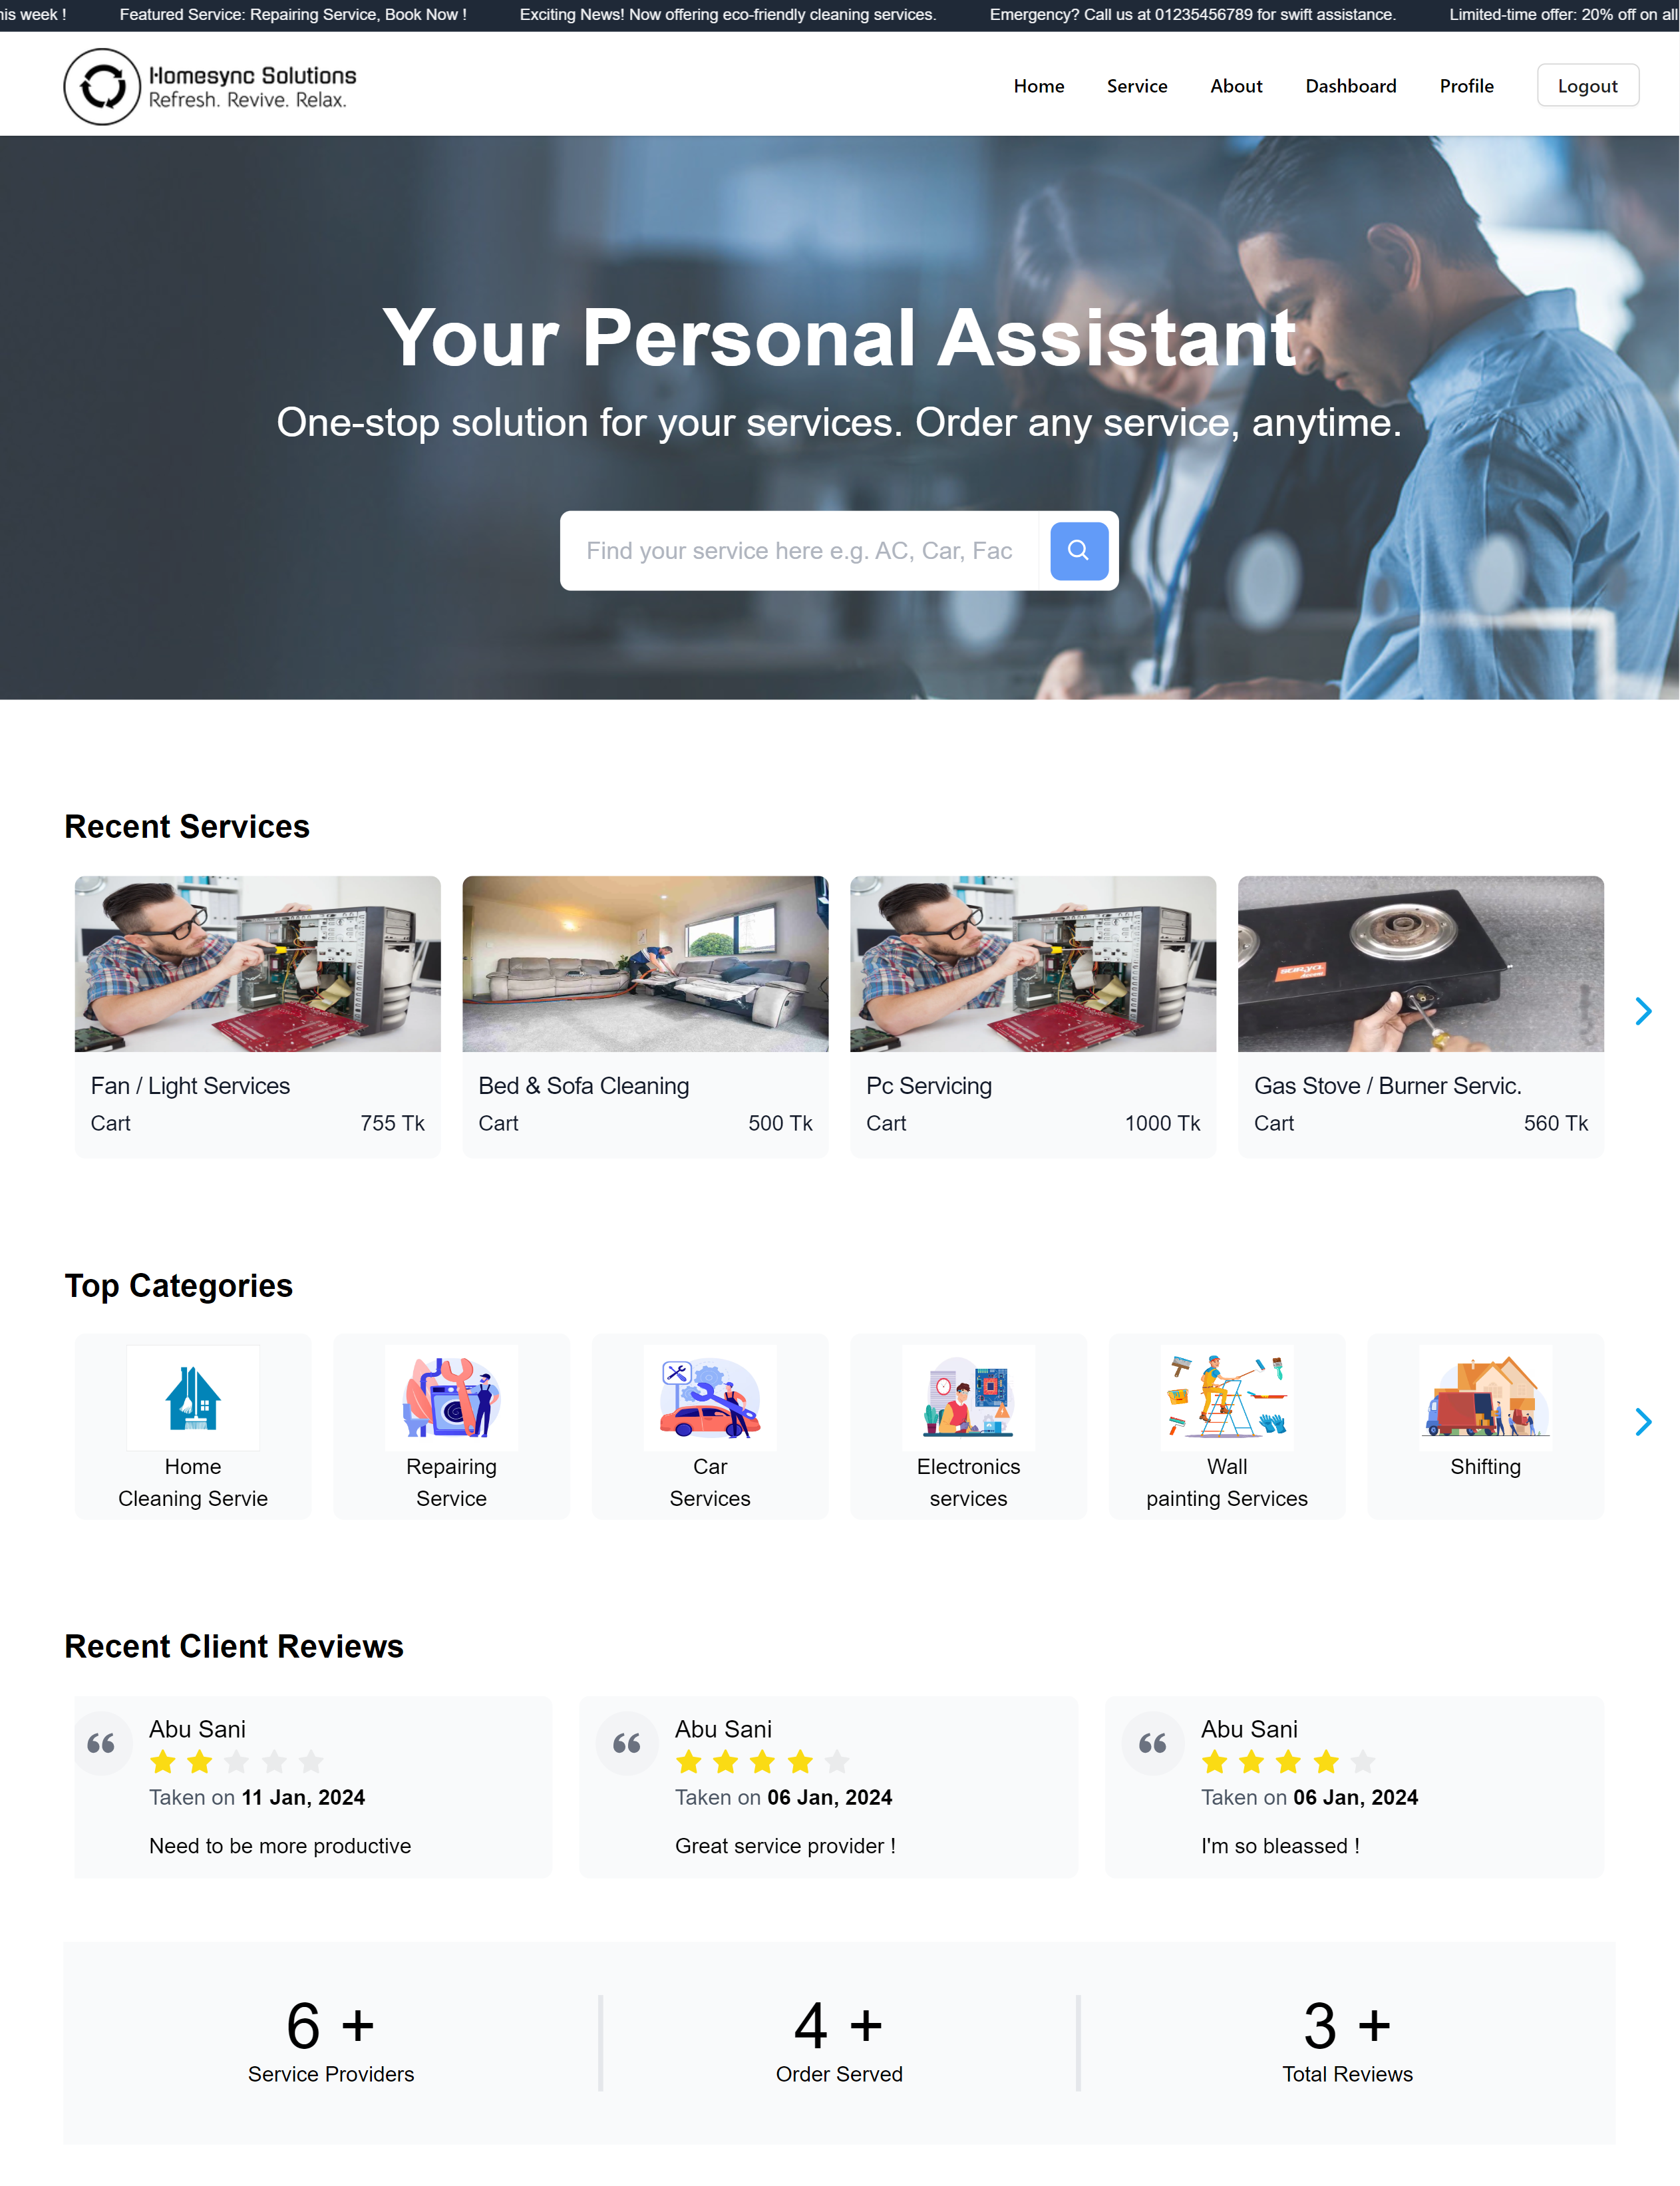 his week !
Featured Service: Repairing Service, Book Now !
Exciting News! Now offering eco-friendly cleaning services.
Emergency? Call us at 01235456789 for swift assistance.
Limited-time offer: 20% off on all
Homesync Solutions
Refresh. Revive. Relax.
Home
Service
About
Dashboard
Profile
Logout
Your Personal Assistant
One-stop solution for your services. Order any service, anytime.
Find your service here e.g. AC, Car, Fac
Recent Services
Fan / Light Services
Cart 755 Tk
Bed & Sofa Cleaning
Cart 500 Tk
Pc Servicing
Cart 1000 Tk
Gas Stove / Burner Servic.
Cart 560 Tk
Top Categories
Home
Cleaning Servie
Repairing
Service
Car
Services
Electronics
services
Wall
painting Services
Shifting
Recent Client Reviews
Abu Sani
Taken on 11 Jan, 2024
Need to be more productive
Abu Sani
Taken on 06 Jan, 2024
Great service provider !
Abu Sani
Taken on 06 Jan, 2024
I'm so bleassed !
6 +
Service Providers
4 +
Order Served
3 +
Total Reviews